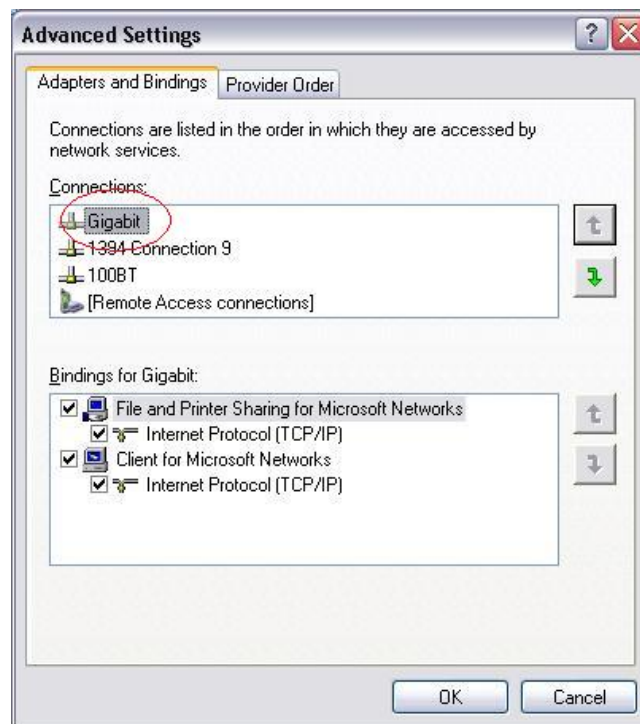 Advanced Settings
?
X
Adapters and Bindings
Provider Order
Connections are listed in the order in which they are accessed by
network services.
Connections:
Gigabit
1394 Connection 9
100BT
[Remote Access connections]
Bindings for Gigabit:
File and Printer Sharing for Microsoft Networks
Internet Protocol (TCP/IP)
Client for Microsoft Networks
Internet Protocol (TCP/IP)
OK
Cancel